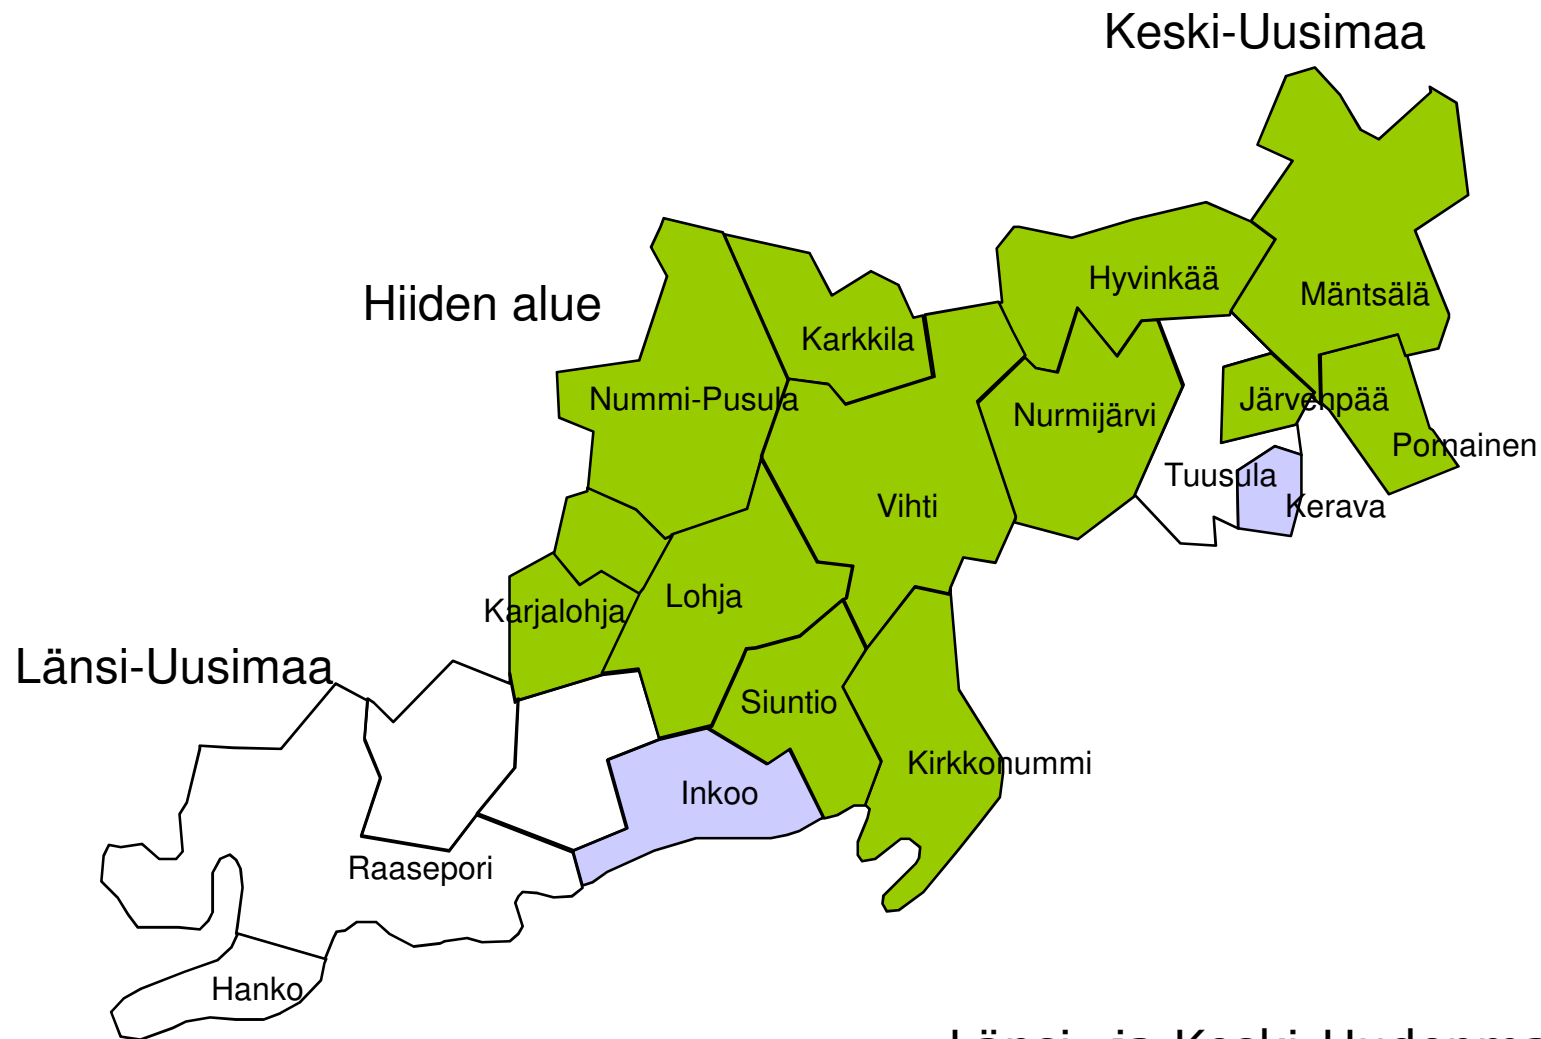 Keski-Uusimaa
Hyvinkää
Mäntsälä
Hiiden alue
Karkkila
Nummi-Pusula
Järvenpää
Nurmijärvi
Pornainen
Tuusula
Vihti
Kerava
Lohja
Karjalohja
Länsi-Uusimaa
Siuntio
Kirkkonummi
Inkoo
Raasepori
Hanko